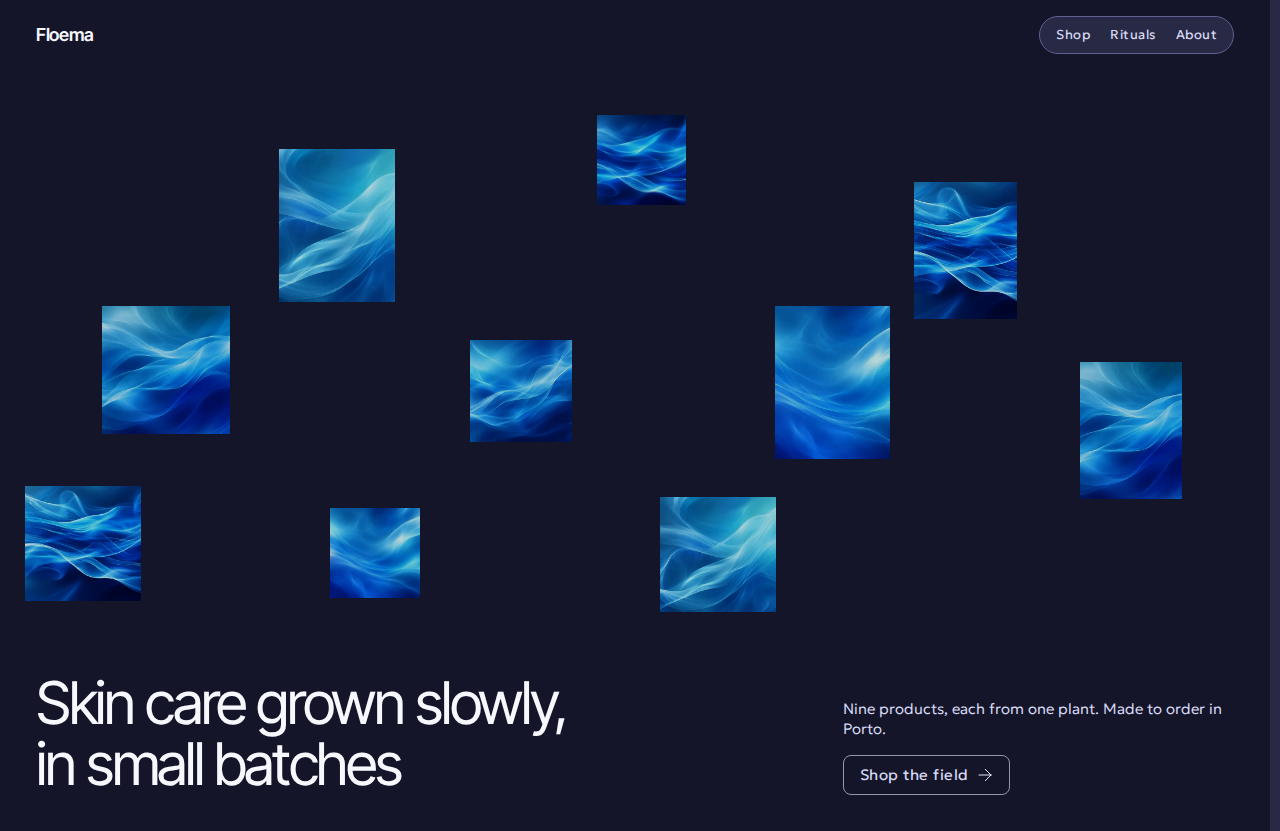 Floema
Shop Rituals About
Skin care grown slowly,
in small batches
Nine products, each from one plant. Made to order in
Porto.
Shop the field →